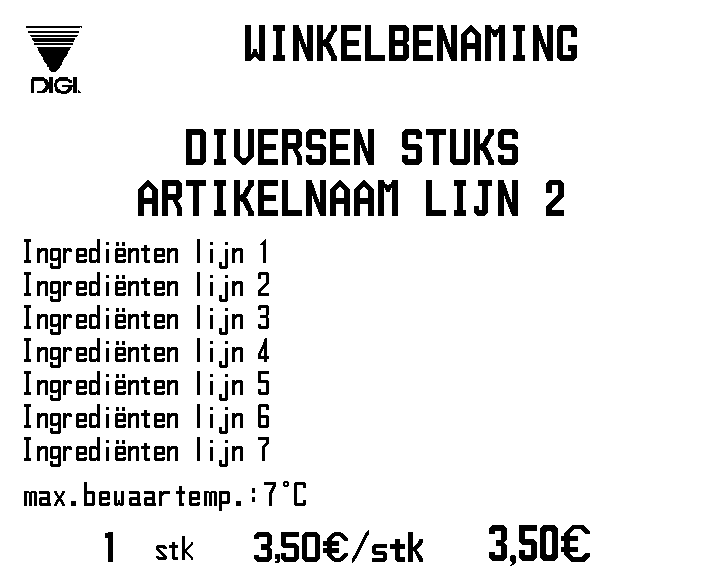 WINKELBENAMING
DIGI.
DIVERSEN STUKS
ARTIKELNAAM LIJN 2
Ingrediënten lijn 1
Ingrediënten lijn 2
Ingrediënten lijn 3
Ingrediënten lijn 4
Ingrediënten lijn 5
Ingrediënten lijn 6
Ingrediënten lijn 7
max.bewaartemp.:7°C
1 stk 3,50€/stk 3,50€